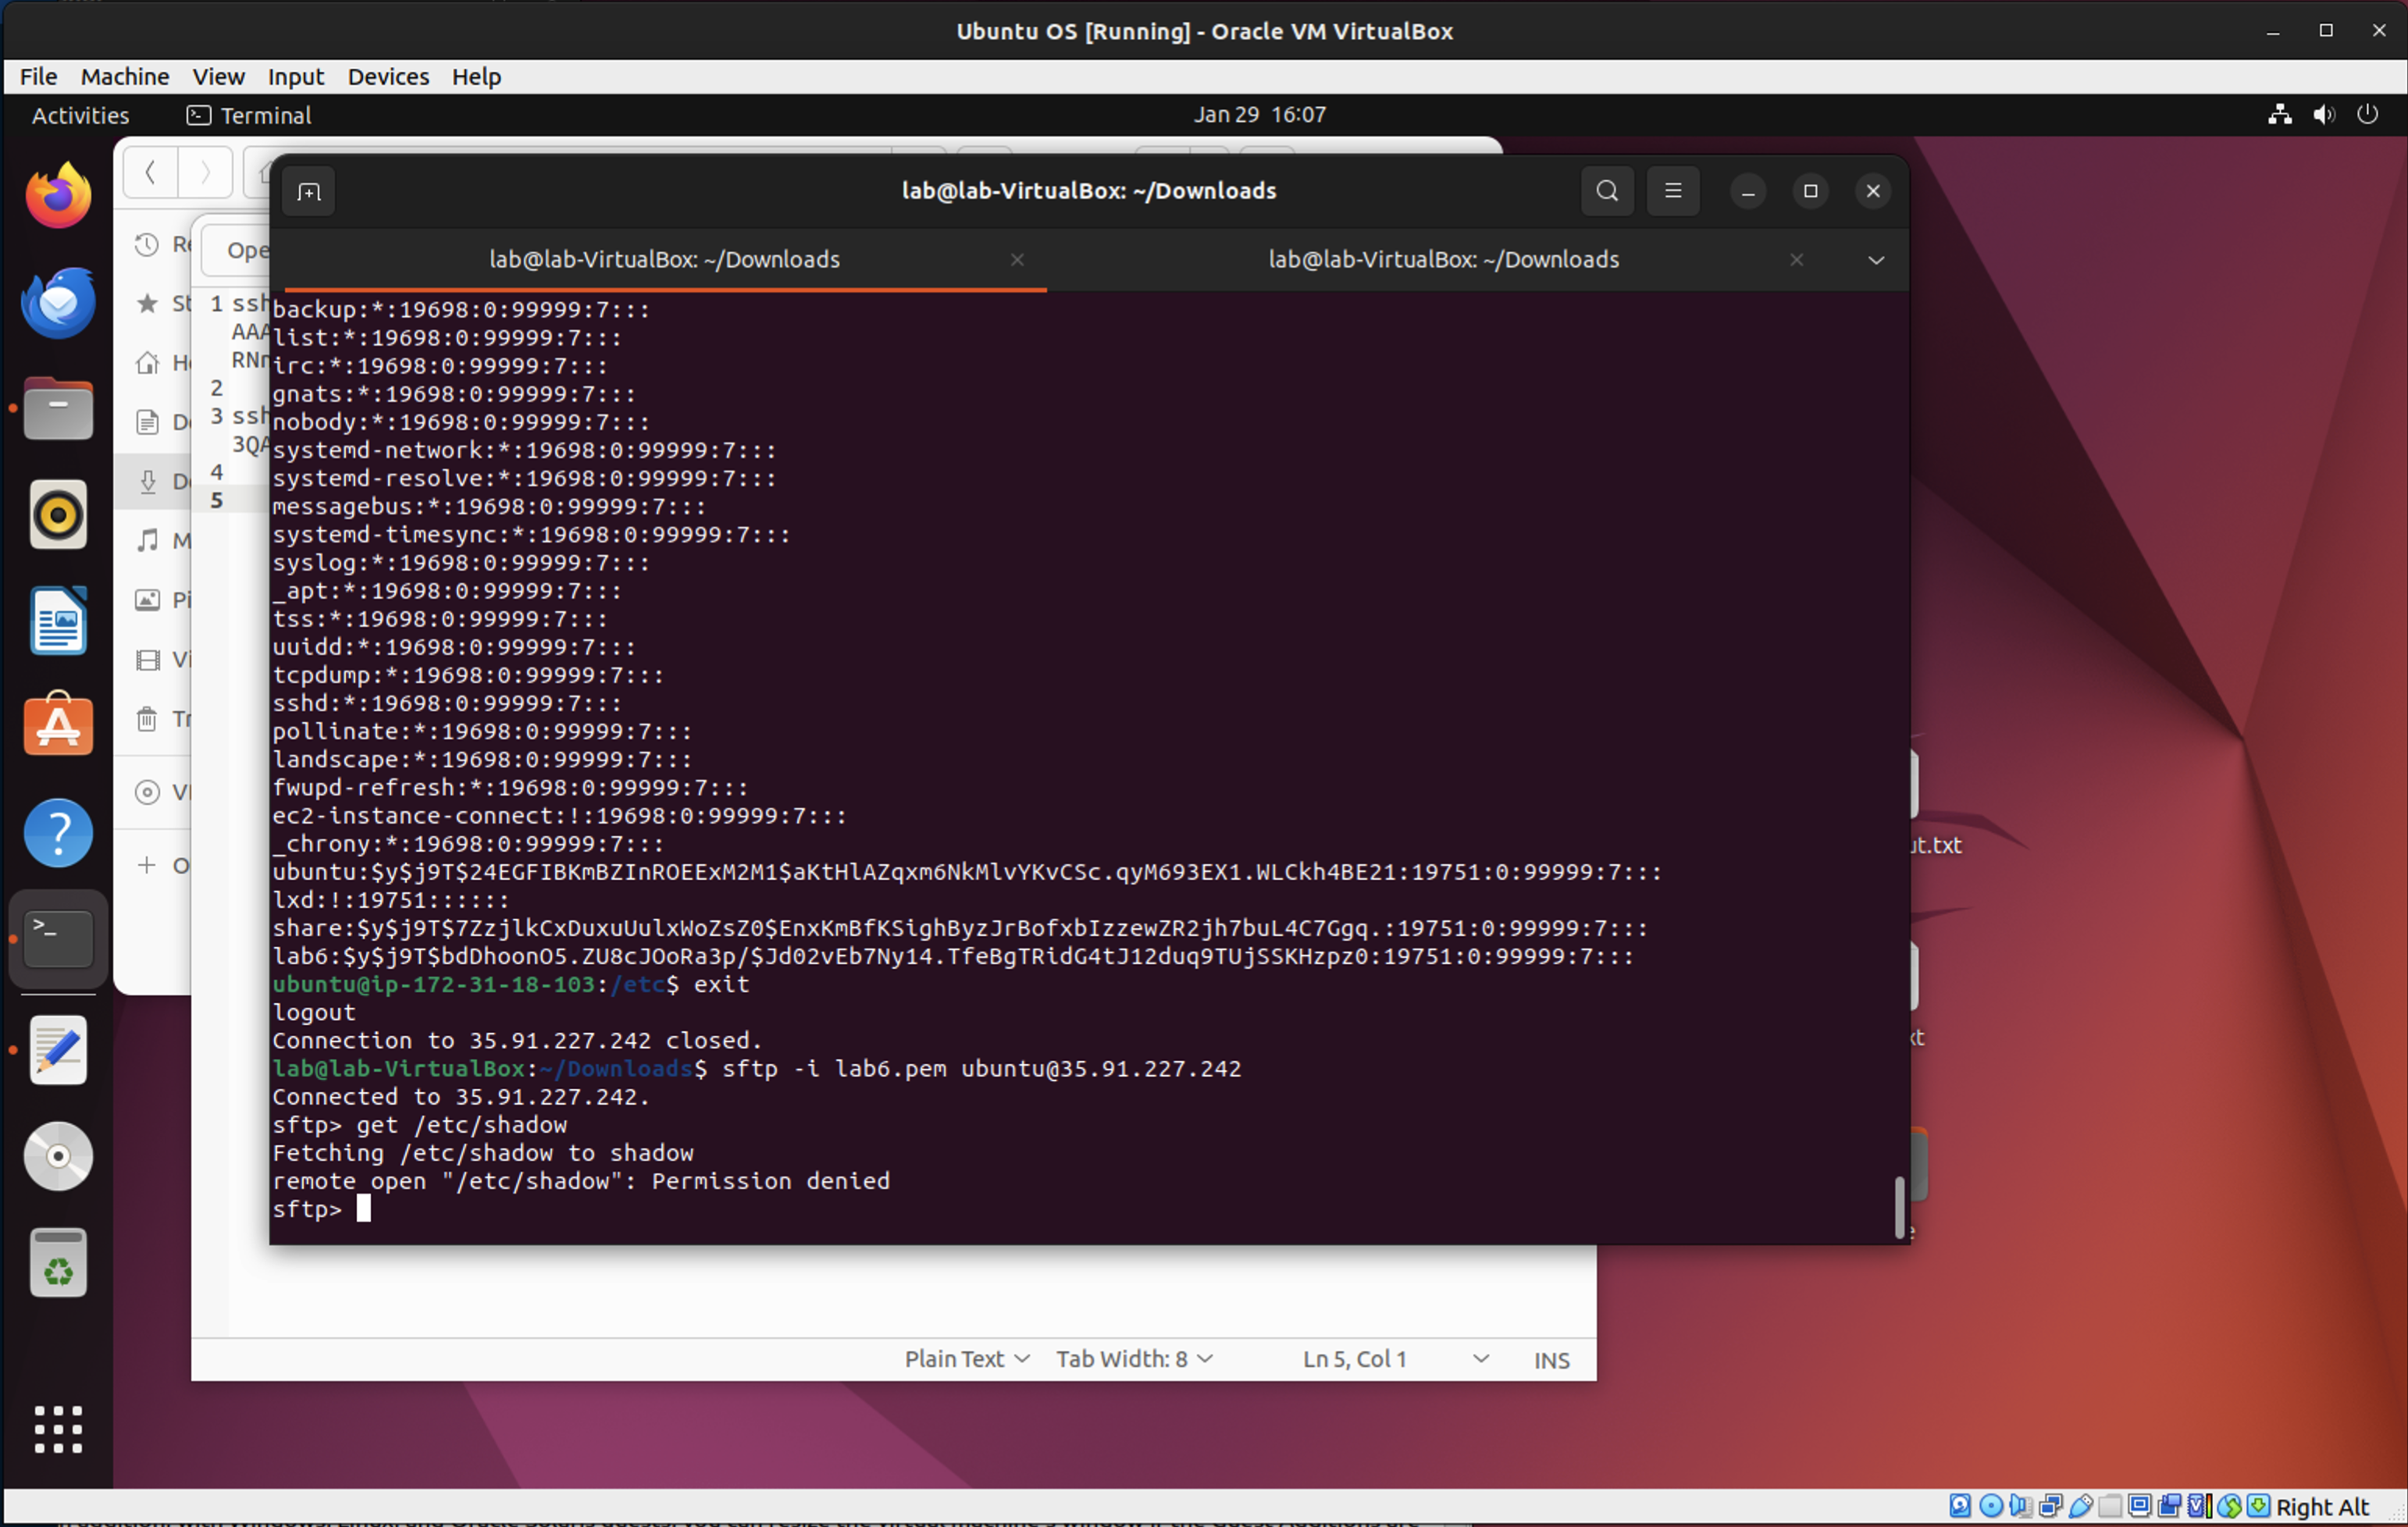 Ubuntu OS [Running] - Oracle VM VirtualBox
File Machine View Input Devices Help
Activities Terminal Jan 29 16:07
lab@lab-VirtualBox: ~/Downloads
lab@lab-VirtualBox: ~/Downloads lab@lab-VirtualBox: ~/Downloads
Ope
1 ssh
AAA
RNn
2
3 ssh
3QA
4
5
Re
St
Ho
Do
Do
M
Pi
Vi
Tr
VI
O
backup:*:19698:0:99999:7:::
list:*:19698:0:99999:7:::
irc:*:19698:0:99999:7:::
gnats:*:19698:0:99999:7:::
nobody:*:19698:0:99999:7:::
systemd-network:*:19698:0:99999:7:::
systemd-resolve:*:19698:0:99999:7:::
messagebus:*:19698:0:99999:7:::
systemd-timesync:*:19698:0:99999:7:::
syslog:*:19698:0:99999:7:::
_apt:*:19698:0:99999:7:::
tss:*:19698:0:99999:7:::
uuidd:*:19698:0:99999:7:::
tcpdump:*:19698:0:99999:7:::
sshd:*:19698:0:99999:7:::
pollinate:*:19698:0:99999:7:::
landscape:*:19698:0:99999:7:::
fwupd-refresh:*:19698:0:99999:7:::
ec2-instance-connect:!:19698:0:99999:7:::
_chrony:*:19698:0:99999:7:::
ubuntu:$y$j9T$24EGFIBKmBZInROEExM2M1$aKtHlAZqxm6NkMlvYKvCSc.qyM693EX1.WLCkh4BE21:19751:0:99999:7:::
lxd:!:19751::::::
share:$y$j9T$7ZzjlkCxDuxuUulxWoZsZ0$EnxKmBfKSighByzJrBofxbIzzewZR2jh7buL4C7Ggq.:19751:0:99999:7:::
lab6:$y$j9T$bdDhoonO5.ZU8cJOoRa3p/$Jd02vEb7Ny14.TfeBgTRidG4tJ12duq9TUjSSKHzpz0:19751:0:99999:7:::
ubuntu@ip-172-31-18-103:/etc$ exit
logout
Connection to 35.91.227.242 closed.
lab@lab-VirtualBox:~/Downloads$ sftp -i lab6.pem ubuntu@35.91.227.242
Connected to 35.91.227.242.
sftp> get /etc/shadow
Fetching /etc/shadow to shadow
remote open "/etc/shadow": Permission denied
sftp>
ut.txt
xt
e
Plain Text Tab Width: 8 Ln 5, Col 1 INS
Right Alt